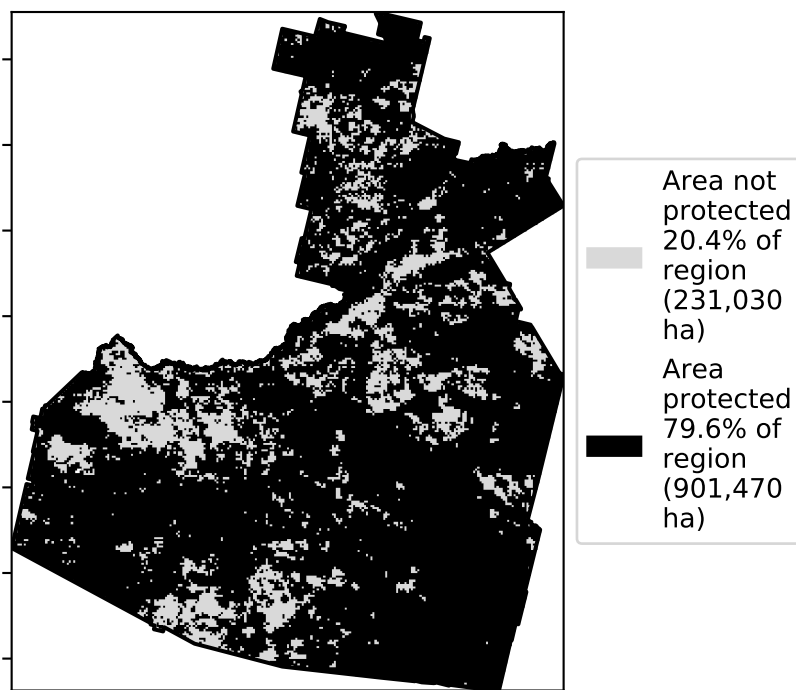 Area not
protected
20.4% of
region
(231,030
ha)
Area
protected
79.6% of
region
(901,470
ha)